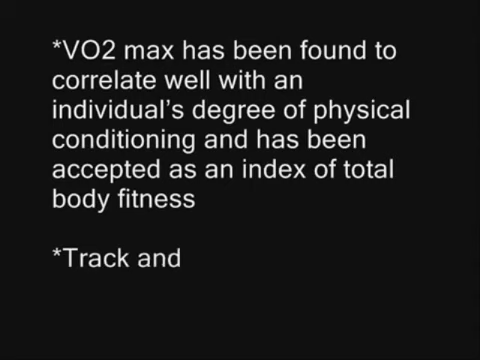 *VO2 max has been found to
correlate well with an
individual's degree of physical
conditioning and has been
accepted as an index of total
body fitness
*Track and